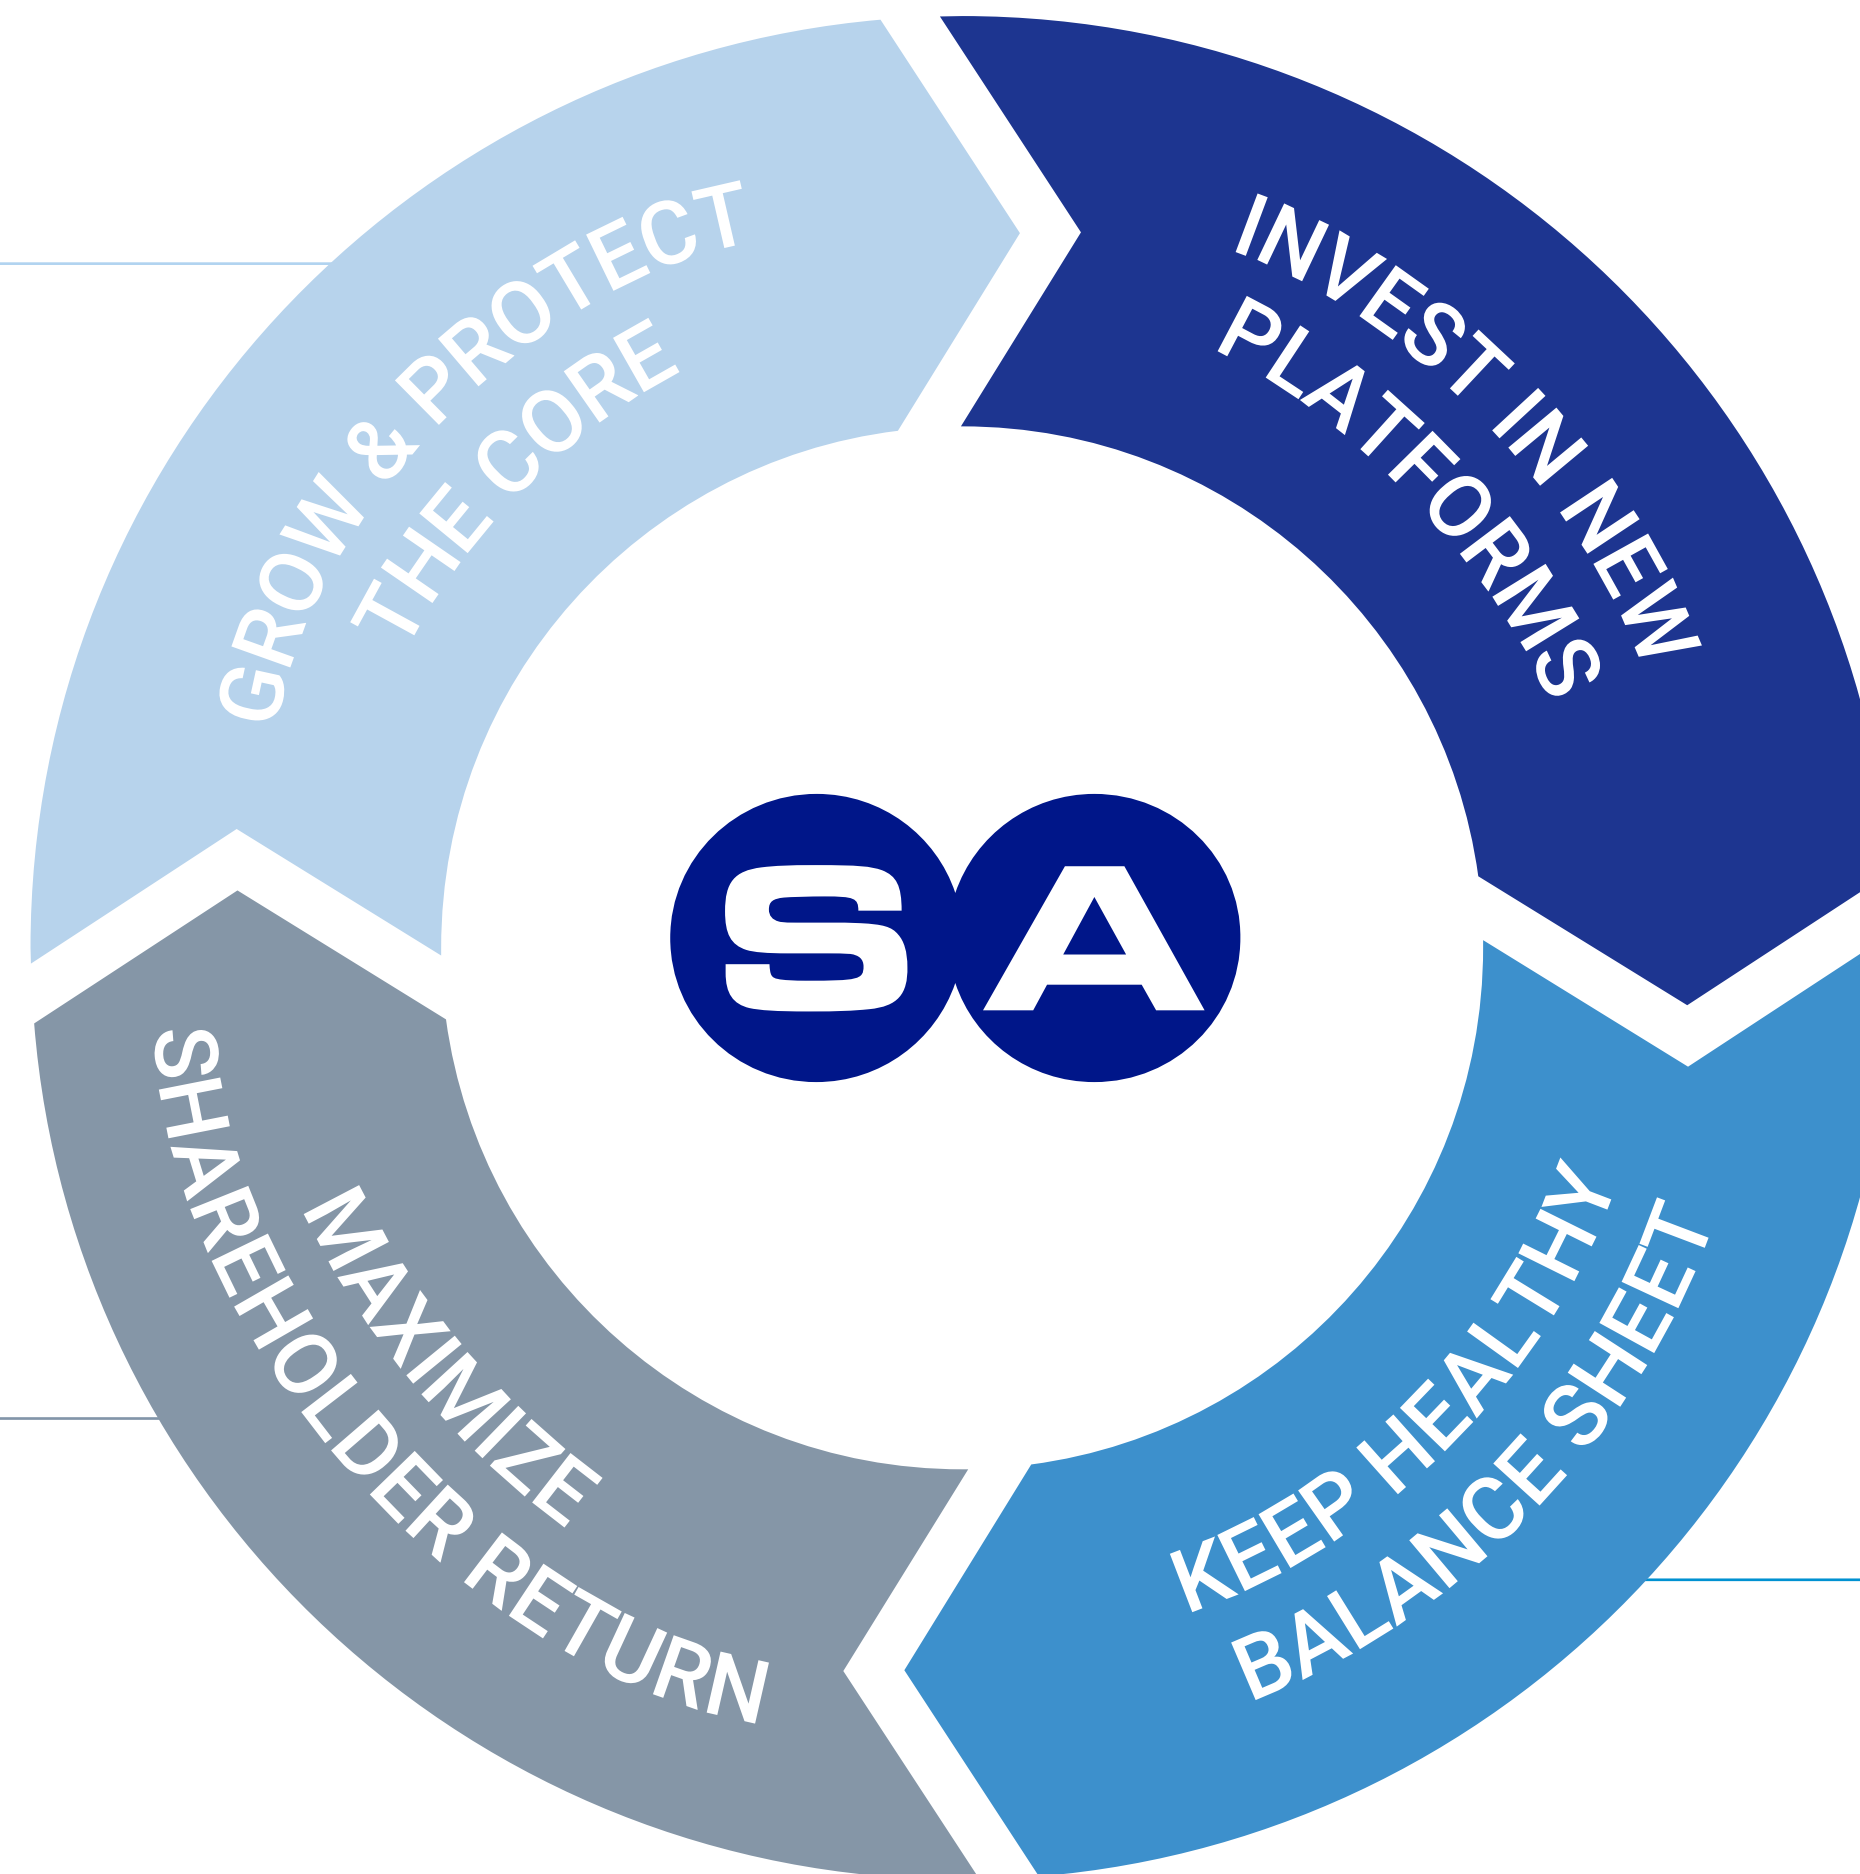 GROW & PROTECT
THE CORE
INVEST IN NEW
PLATFORMS
SA
KEEP HEALTHY
BALANCE SHEET
MAXIMIZE
SHAREHOLDER RETURN